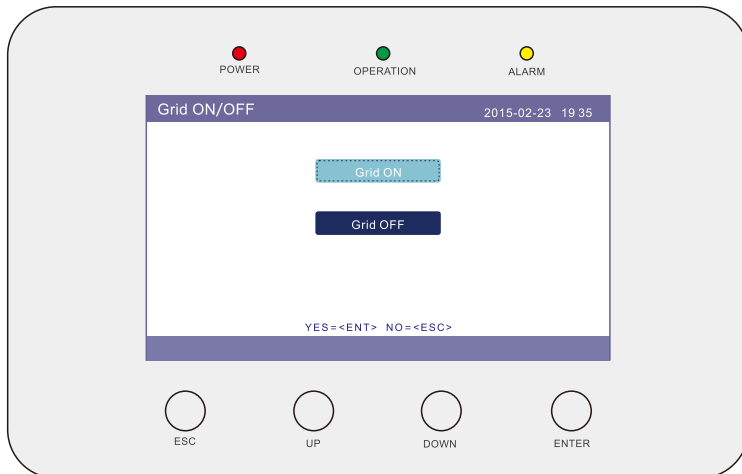 POWER OPERATION ALARM
Grid ON/OFF 2015-02-23 19 35
Grid ON
Grid OFF
YES=<ENT> NO=<ESC>
ESC UP DOWN ENTER